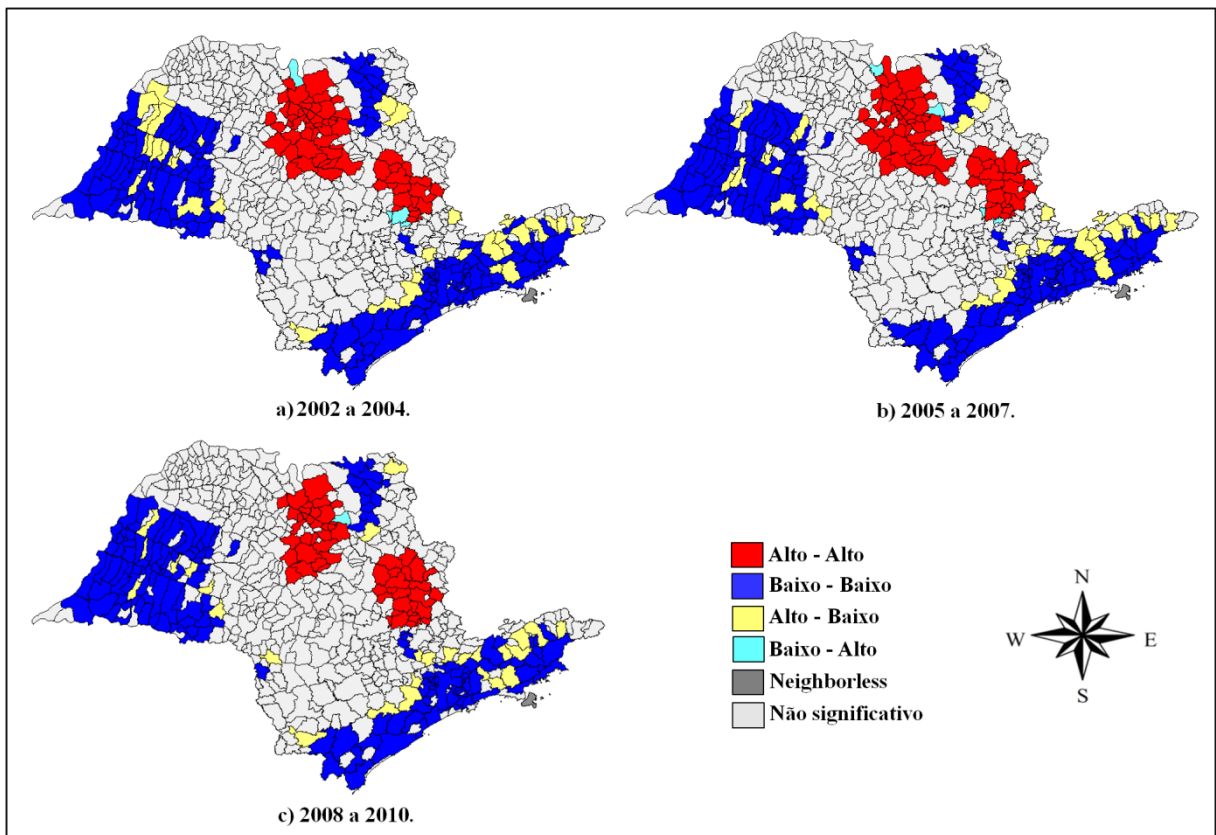 a) 2002 a 2004.
b) 2005 a 2007.
c) 2008 a 2010.
Alto - Alto
Baixo - Baixo
Alto - Baixo
Baixo - Alto
Neighborless
Não significativo
N
W
E
S